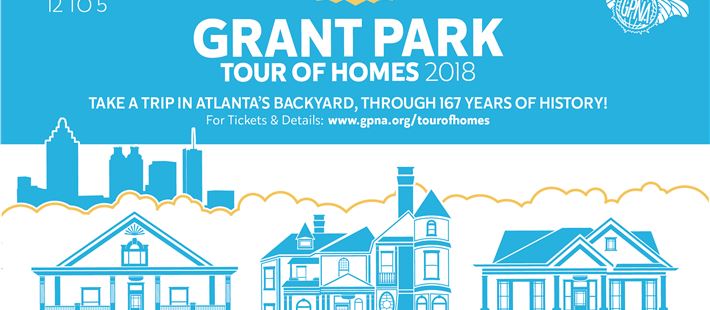 12 TO 5
GPNA
GRANT PARK
TOUR OF HOMES 2018
TAKE A TRIP IN ATLANTA'S BACKYARD, THROUGH 167 YEARS OF HISTORY!
For Tickets & Details: www.gpna.org/tourofhomes